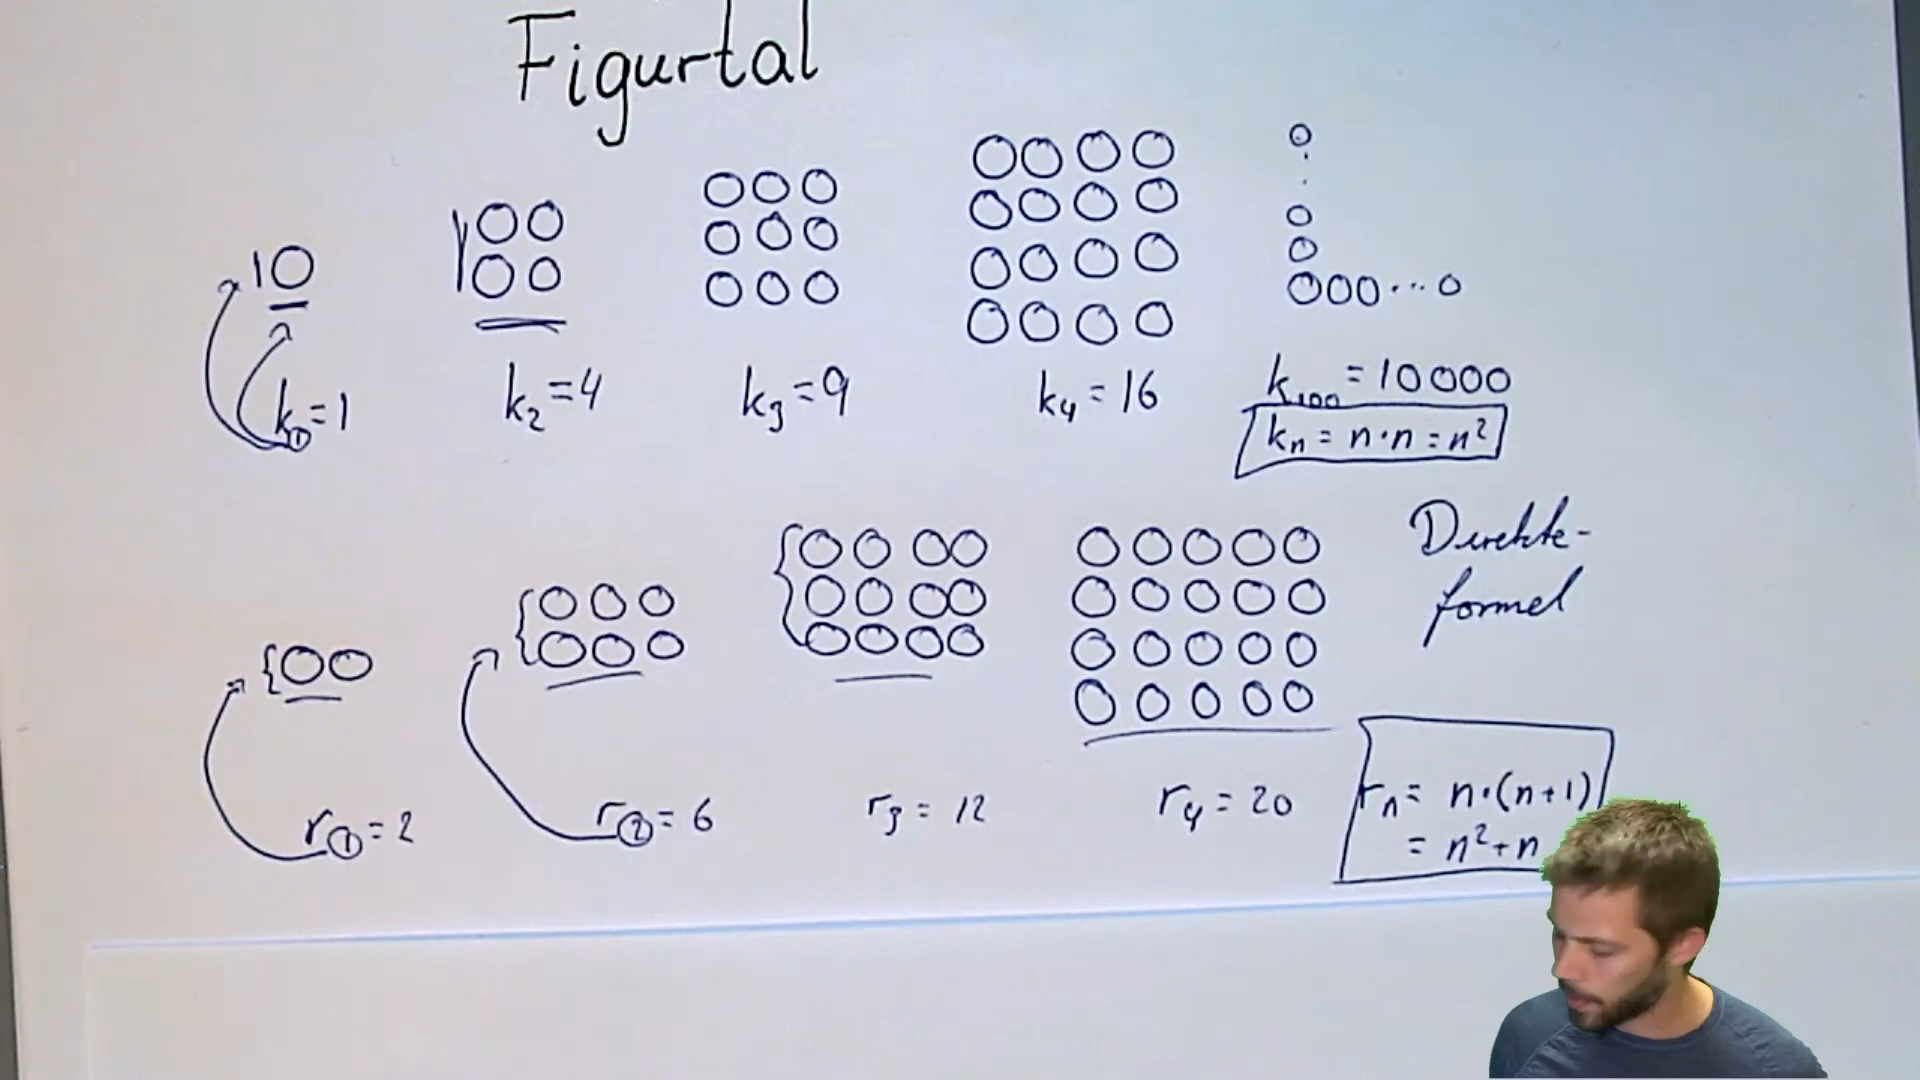 Figurtal
1
k₁=1
k₂=4
k₃=9
k₄=16
k₁₀₀=10000
kₙ = n·n = n²
Direkte-
formel
r₁=2
r₂=6
r₃=12
r₄=20
rₙ= n·(n+1)
= n²+n